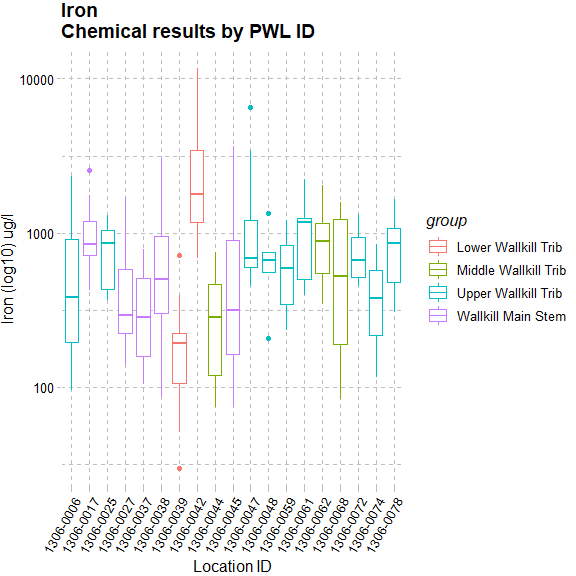 Iron
Chemical results by PWL ID
Iron (log10) ug/l
10000
1000
100
1306-0006
1306-0017
1306-0025
1306-0027
1306-0037
1306-0038
1306-0039
1306-0042
1306-0044
1306-0045
1306-0047
1306-0048
1306-0059
1306-0061
1306-0062
1306-0068
1306-0072
1306-0074
1306-0078
Location ID
group
Lower Wallkill Trib
Middle Wallkill Trib
Upper Wallkill Trib
Wallkill Main Stem